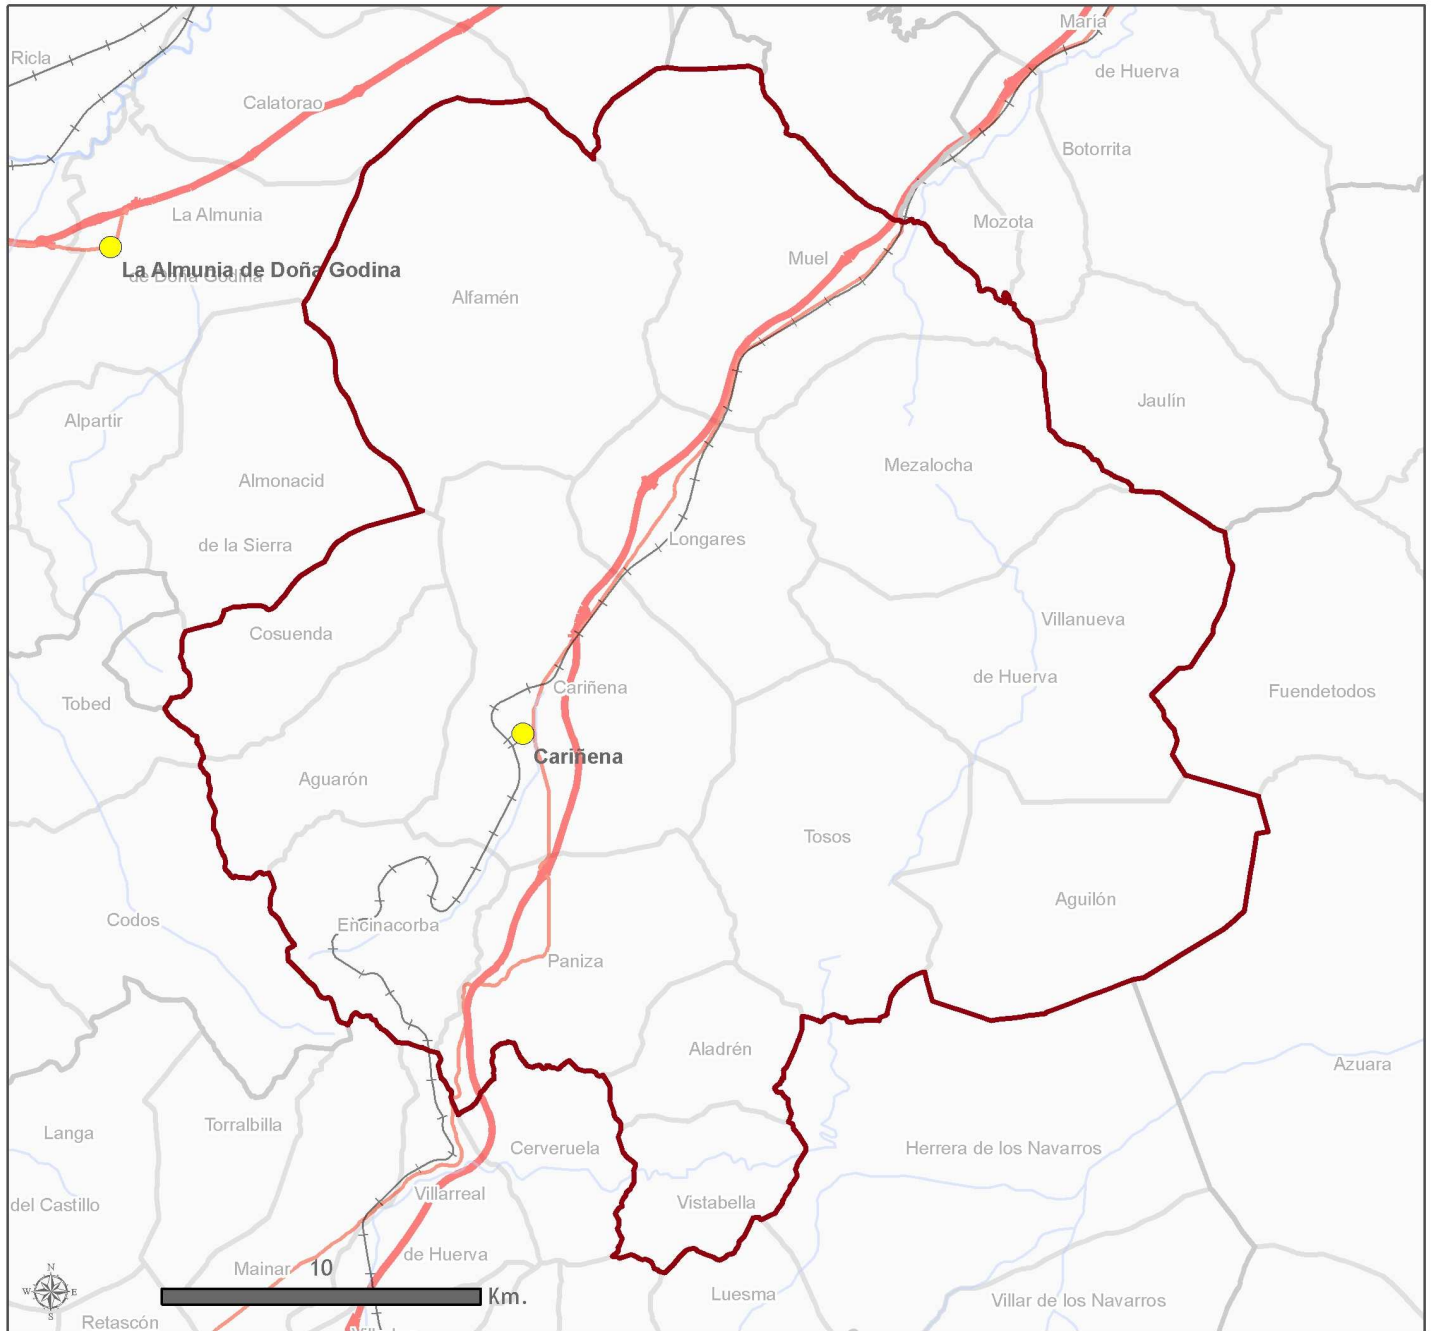 María
de Huerva
Ricla
Calatorao
Botorrita
La Almunia
Mozota
Muel
La Almunia de Doña Godina
de Doña Godina
Alfamén
Jaulín
Alpartir
Mezalocha
Almonacid
de la Sierra
Longares
Villanueva
de Huerva
Cosuenda
Cariñena
Fuendetodos
Tobed
Cariñena
Aguarón
Tosos
Aguilón
Codos
Encinacorba
Paniza
Aladrén
Azuara
Torralbilla
Langa
del Castillo
Cerveruela
Herrera de los Navarros
Villarreal
de Huerva
Vistabella
Mainar
10
Km.
N
W E
S
Luesma
Villar de los Navarros
Retascón